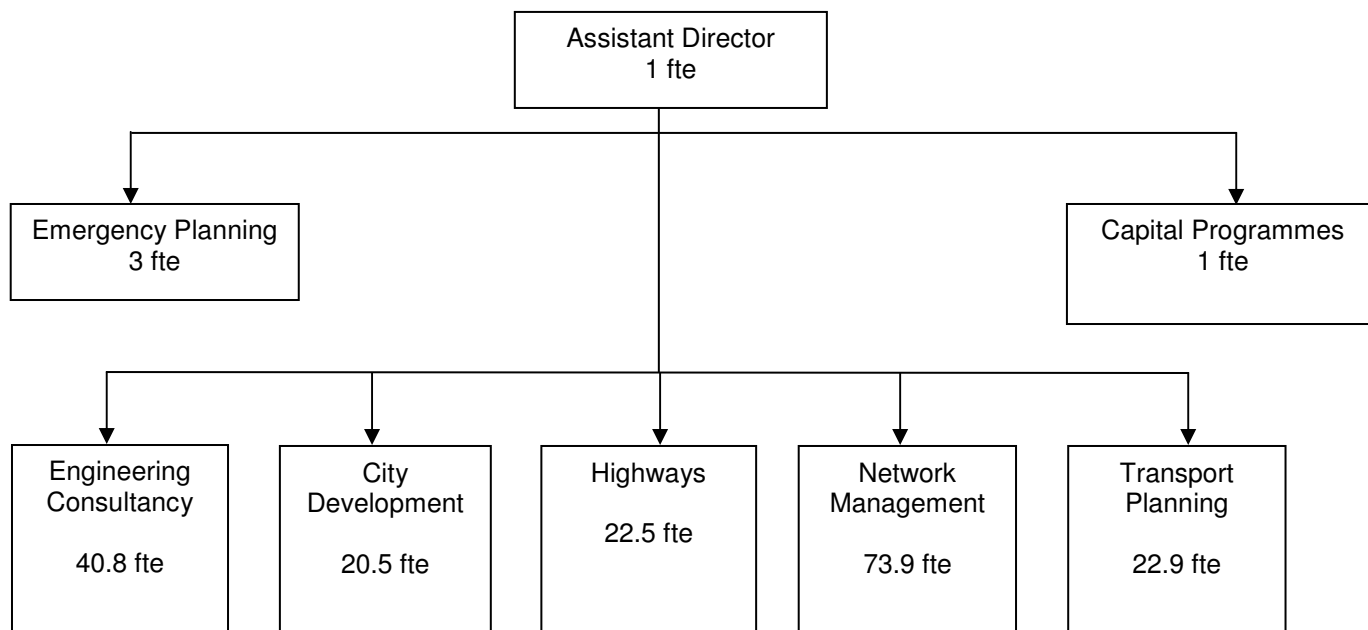 Assistant Director
1 fte
Emergency Planning
3 fte
Capital Programmes
1 fte
Engineering
Consultancy
40.8 fte
City
Development
20.5 fte
Highways
22.5 fte
Network
Management
73.9 fte
Transport
Planning
22.9 fte